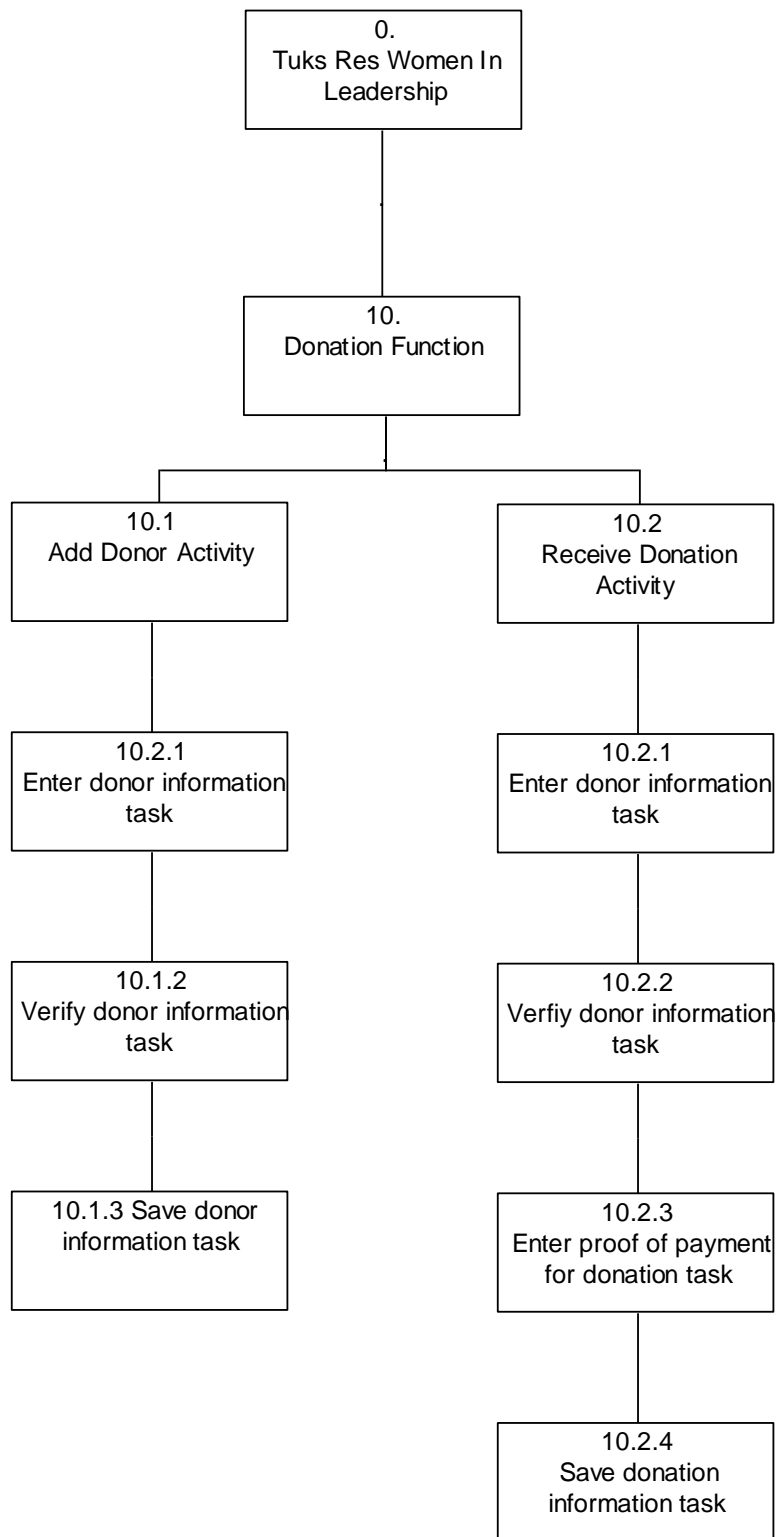 0.
Tuks Res Women In
Leadership
10.
Donation Function
10.1
Add Donor Activity
10.2
Receive Donation
Activity
10.2.1
Enter donor information
task
10.2.1
Enter donor information
task
10.1.2
Verify donor information
task
10.2.2
Verfiy donor information
task
10.1.3 Save donor
information task
10.2.3
Enter proof of payment
for donation task
10.2.4
Save donation
information task